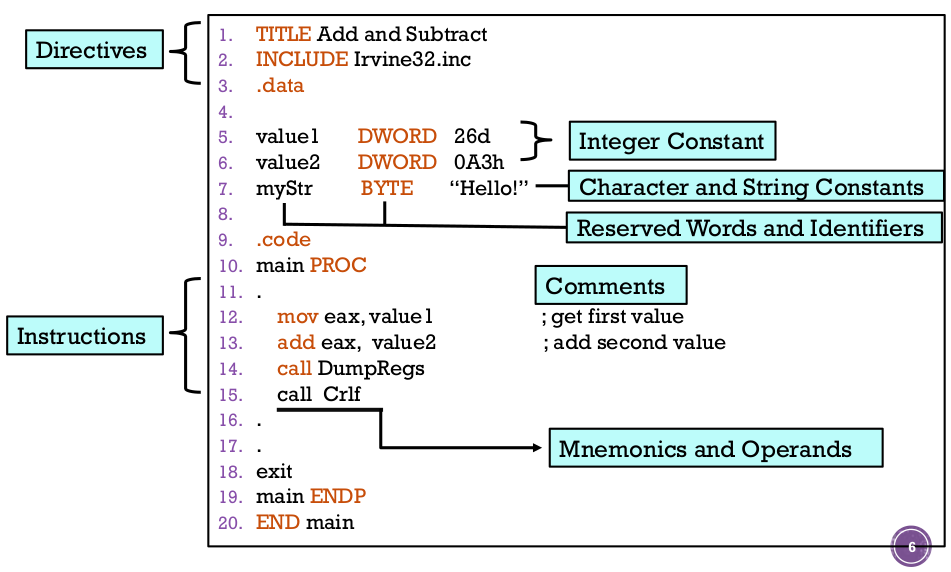 Directives
1. TITLE Add and Subtract
2. INCLUDE Irvine32.inc
3. .data
4.
5. value1 DWORD 26d
6. value2 DWORD 0A3h
Integer Constant
7. myStr BYTE “Hello!”
Character and String Constants
8.
Reserved Words and Identifiers
9. .code
10. main PROC
11. .
Comments
Instructions
12. mov eax, value1 ; get first value
13. add eax, value2 ; add second value
14. call DumpRegs
15. call Crlf
16. .
17. .
Mnemonics and Operands
18. exit
19. main ENDP
20. END main
6